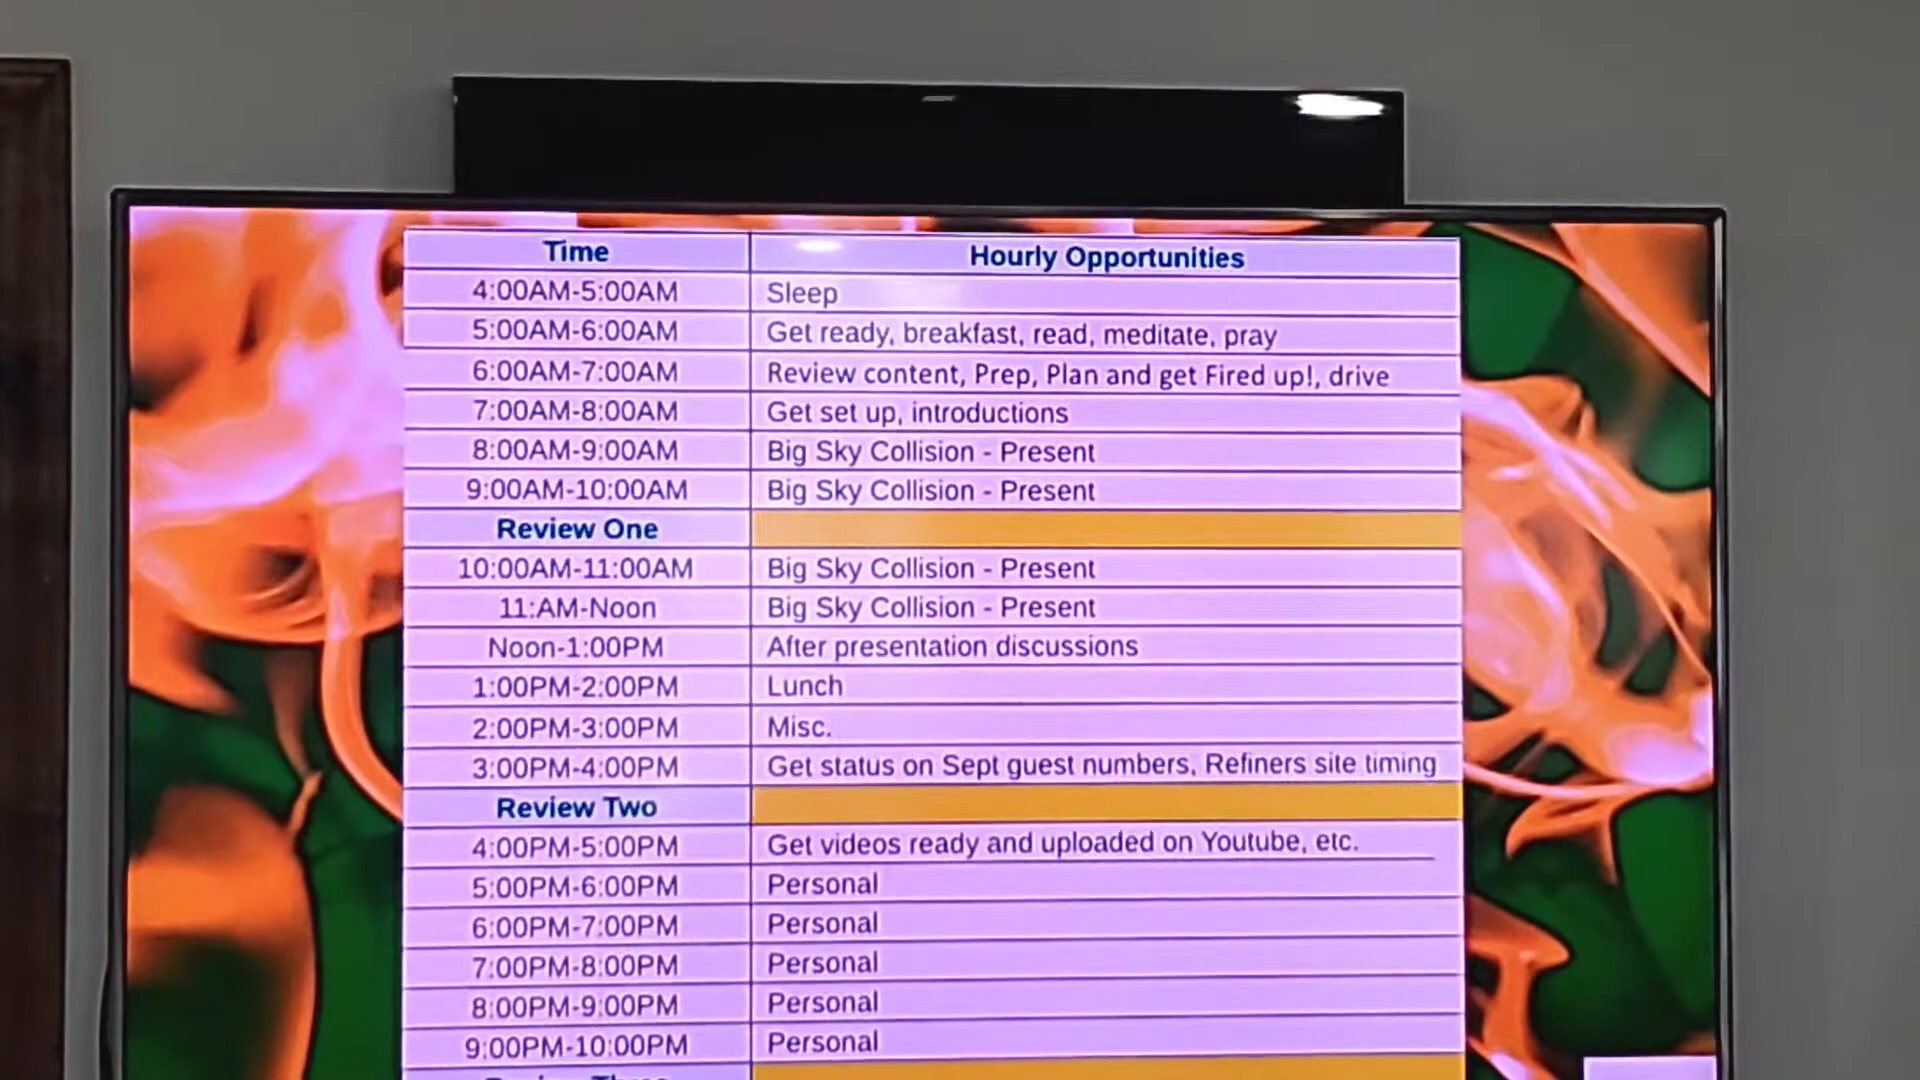 Time Hourly Opportunities
4:00AM-5:00AM Sleep
5:00AM-6:00AM Get ready, breakfast, read, meditate, pray
6:00AM-7:00AM Review content, Prep, Plan and get Fired up!, drive
7:00AM-8:00AM Get set up, introductions
8:00AM-9:00AM Big Sky Collision - Present
9:00AM-10:00AM Big Sky Collision - Present
Review One
10:00AM-11:00AM Big Sky Collision - Present
11:AM-Noon Big Sky Collision - Present
Noon-1:00PM After presentation discussions
1:00PM-2:00PM Lunch
2:00PM-3:00PM Misc.
3:00PM-4:00PM Get status on Sept guest numbers, Refiners site timing
Review Two
4:00PM-5:00PM Get videos ready and uploaded on Youtube, etc.
5:00PM-6:00PM Personal
6:00PM-7:00PM Personal
7:00PM-8:00PM Personal
8:00PM-9:00PM Personal
9:00PM-10:00PM Personal